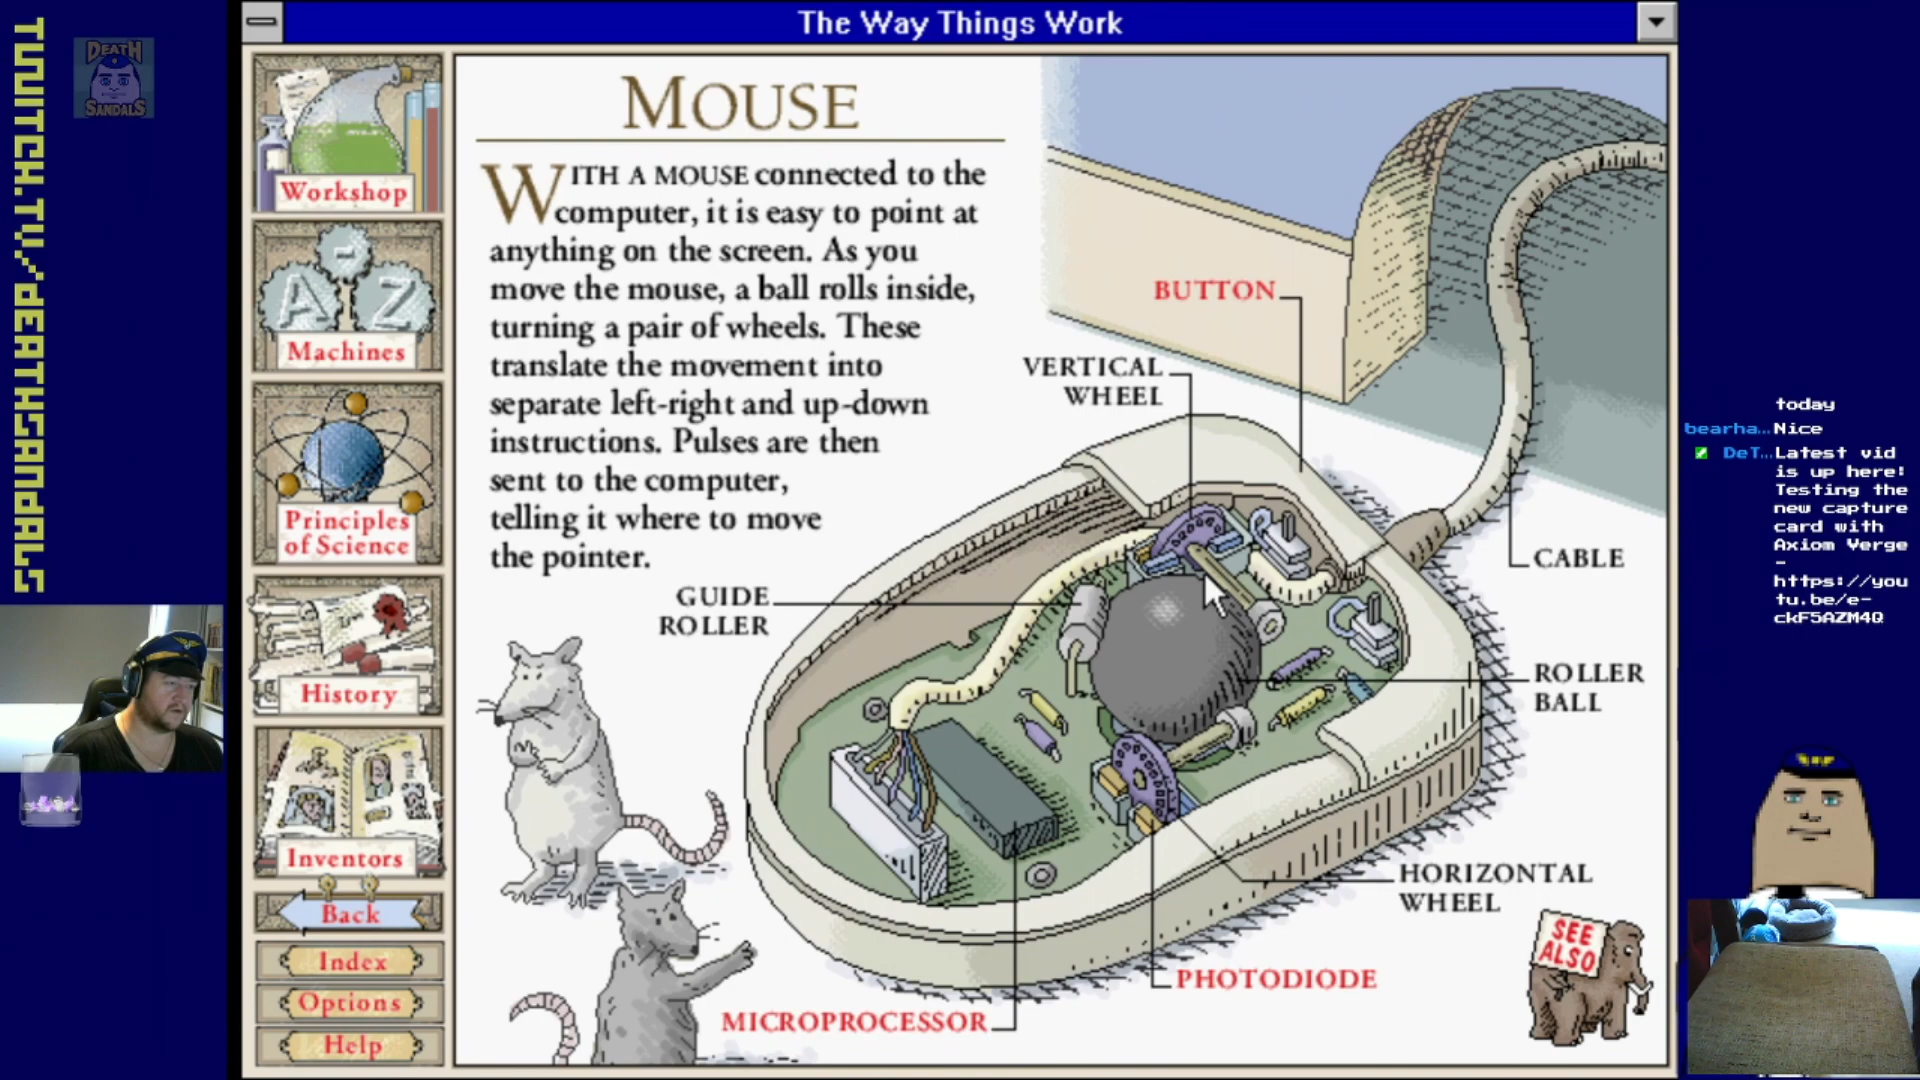 The Way Things Work
TWITCH.TV/DEATHSANDALS
DEATH
SANDALS
Workshop
A - Z
Machines
Principles
of Science
History
Inventors
Back
Index
Options
Help
MOUSE
WITH A MOUSE connected to the
computer, it is easy to point at
anything on the screen. As you
move the mouse, a ball rolls inside,
turning a pair of wheels. These
translate the movement into
separate left-right and up-down
instructions. Pulses are then
sent to the computer,
telling it where to move
the pointer.
BUTTON
VERTICAL
WHEEL
CABLE
GUIDE
ROLLER
ROLLER
BALL
HORIZONTAL
WHEEL
PHOTODIODE
MICROPROCESSOR
SEE
ALSO
today
bearha...Nice
DeT...Latest vid
is up here:
Testing the
new capture
card with
Axiom Verge
-
https://you
tu.be/e-
ckF5AZM4Q